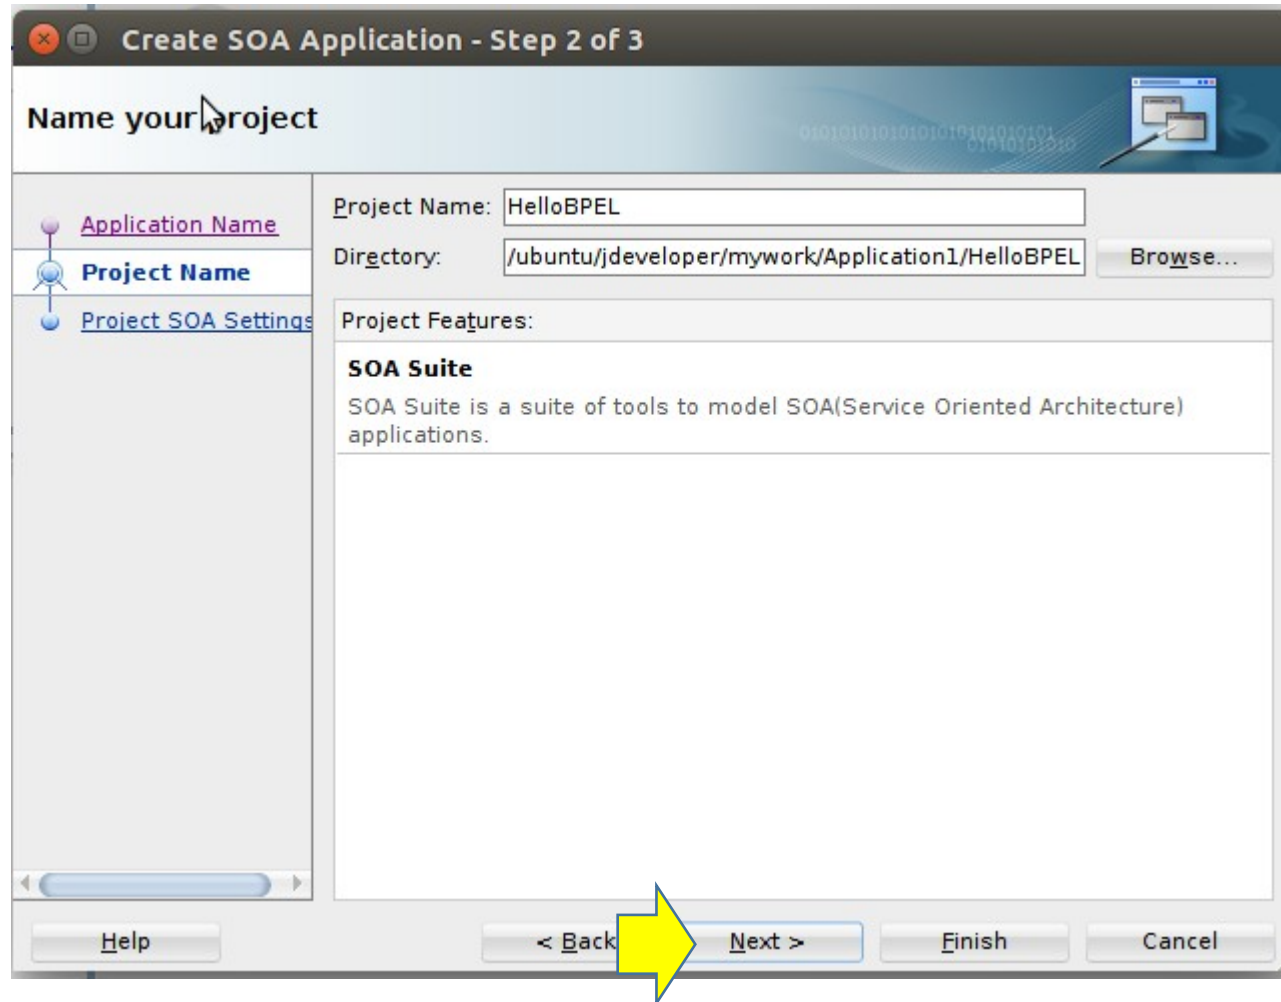 Create SOA Application - Step 2 of 3
Name your project
Application Name
Project Name
Project SOA Settings
Project Name: HelloBPEL
Directory: /ubuntu/jdeveloper/mywork/Application1/HelloBPEL Browse...
Project Features:
SOA Suite
SOA Suite is a suite of tools to model SOA(Service Oriented Architecture)
applications.
Help < Back Next > Finish Cancel